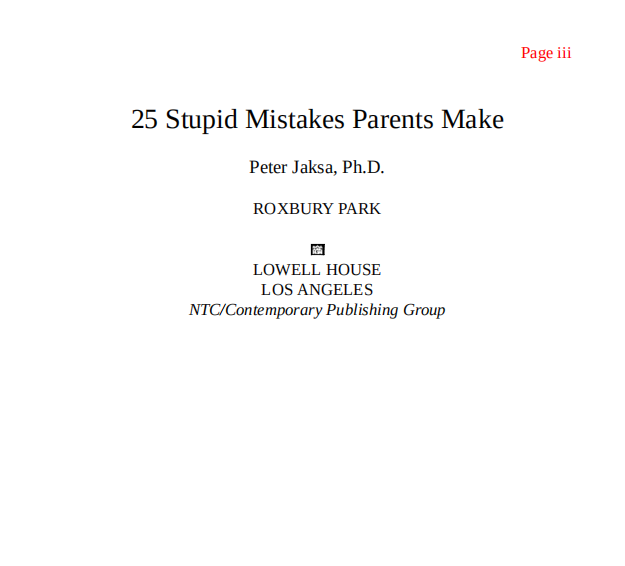 Page iii
25 Stupid Mistakes Parents Make
Peter Jaksa, Ph.D.
ROXBURY PARK
LOWELL HOUSE
LOS ANGELES
NTC/Contemporary Publishing Group